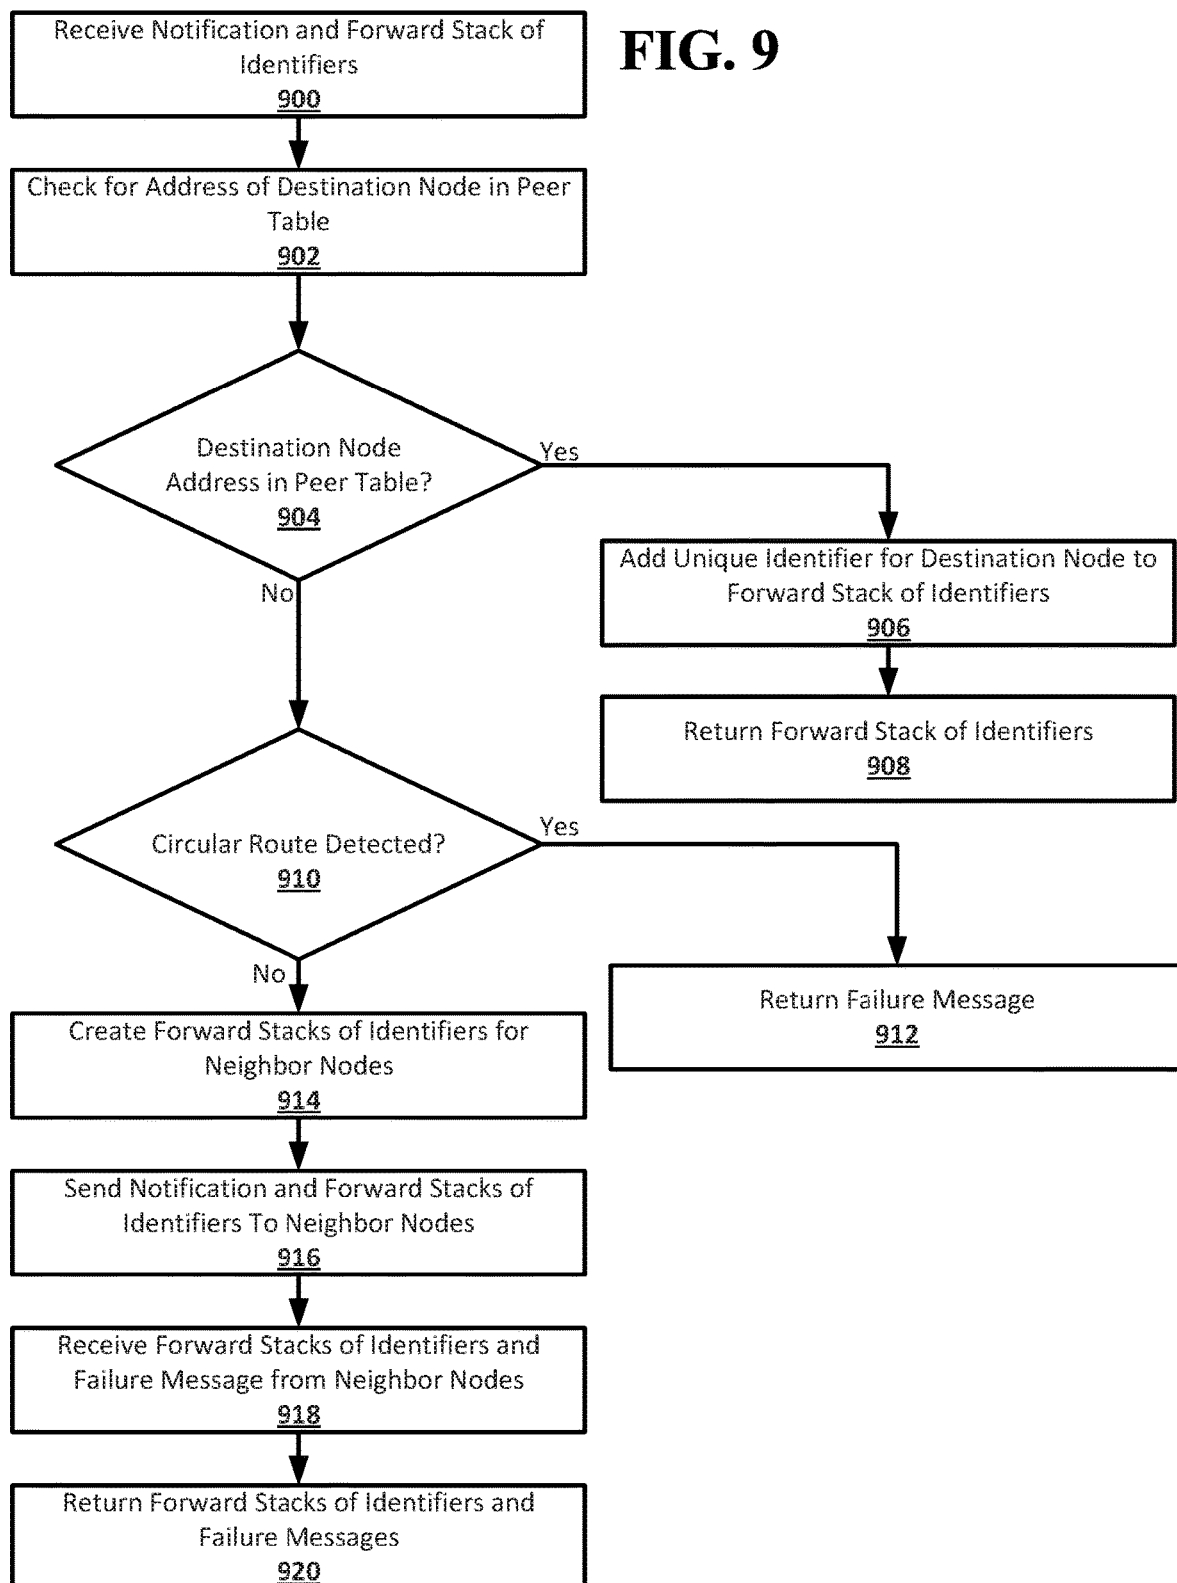 FIG. 9
Receive Notification and Forward Stack of
Identifiers
900
Check for Address of Destination Node in Peer
Table
902
Destination Node
Address in Peer Table?
904
Yes
No
Add Unique Identifier for Destination Node to
Forward Stack of Identifiers
906
Return Forward Stack of Identifiers
908
Circular Route Detected?
910
Yes
No
Return Failure Message
912
Create Forward Stacks of Identifiers for
Neighbor Nodes
914
Send Notification and Forward Stacks of
Identifiers To Neighbor Nodes
916
Receive Forward Stacks of Identifiers and
Failure Message from Neighbor Nodes
918
Return Forward Stacks of Identifiers and
Failure Messages
920